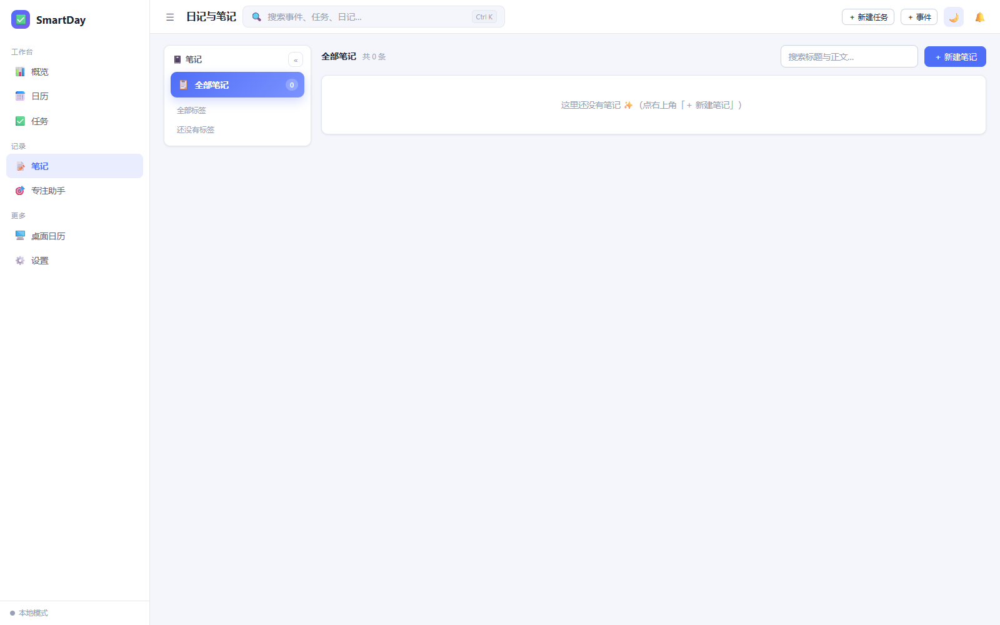 SmartDay
工作台
概览
日历
任务
记录
笔记
专注助手
更多
桌面日历
设置
本地模式
日记与笔记
搜索事件、任务、日记...
Ctrl K
+ 新建任务
+ 事件
笔记
«
全部笔记
0
全部标签
还没有标签
全部笔记 共 0 条
搜索标题与正文...
+ 新建笔记
这里还没有笔记 ✨（点右上角「+ 新建笔记」）